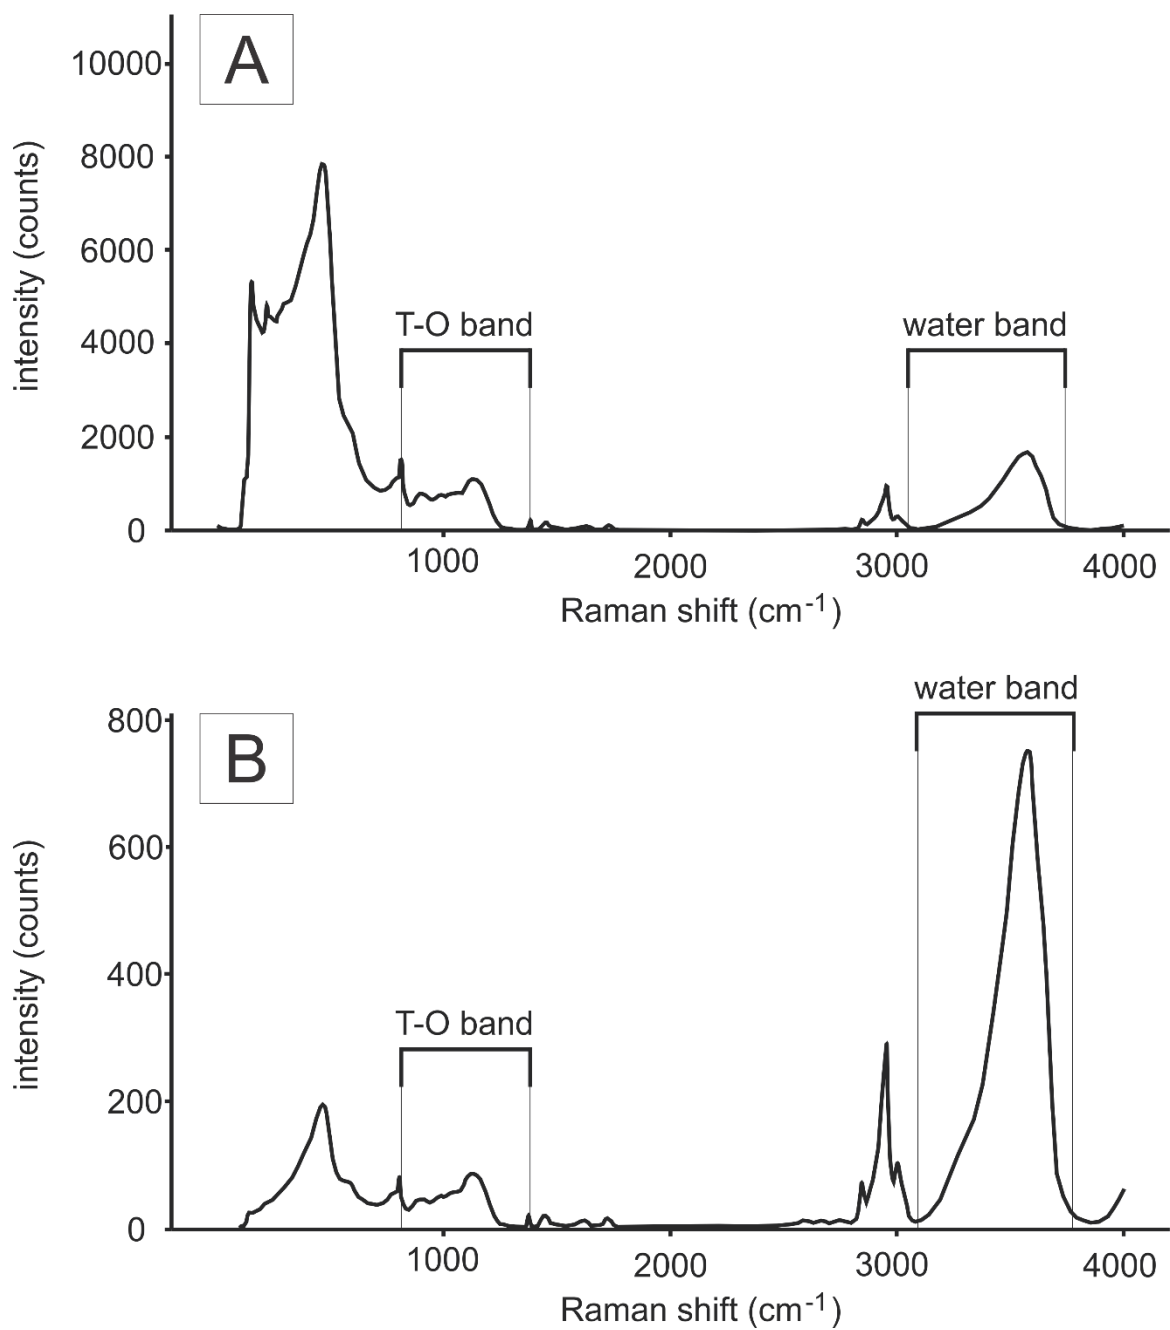 A
10000
8000
6000
4000
2000
0
intensity (counts)
T-O band
water band
1000
2000
3000
4000
Raman shift (cm-1)
water band
B
800
600
400
200
0
intensity (counts)
T-O band
1000
2000
3000
4000
Raman shift (cm-1)